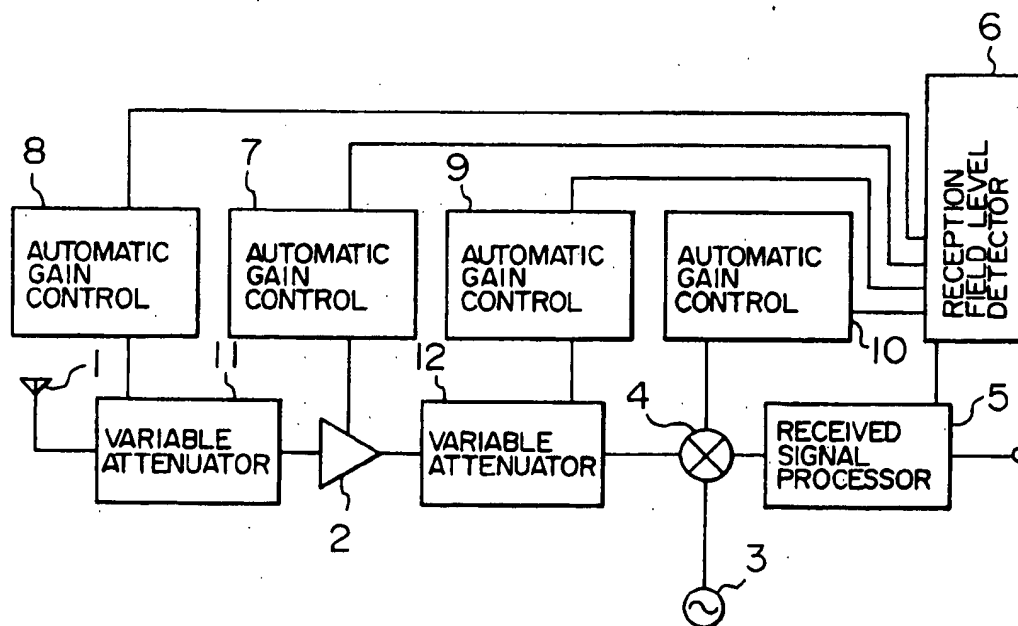 6
RECEPTION
FIELD LEVEL
DETECTOR
8
AUTOMATIC
GAIN
CONTROL
7
AUTOMATIC
GAIN
CONTROL
9
AUTOMATIC
GAIN
CONTROL
AUTOMATIC
GAIN
CONTROL
10
1
11
VARIABLE
ATTENUATOR
2
12
VARIABLE
ATTENUATOR
4
5
RECEIVED
SIGNAL
PROCESSOR
3